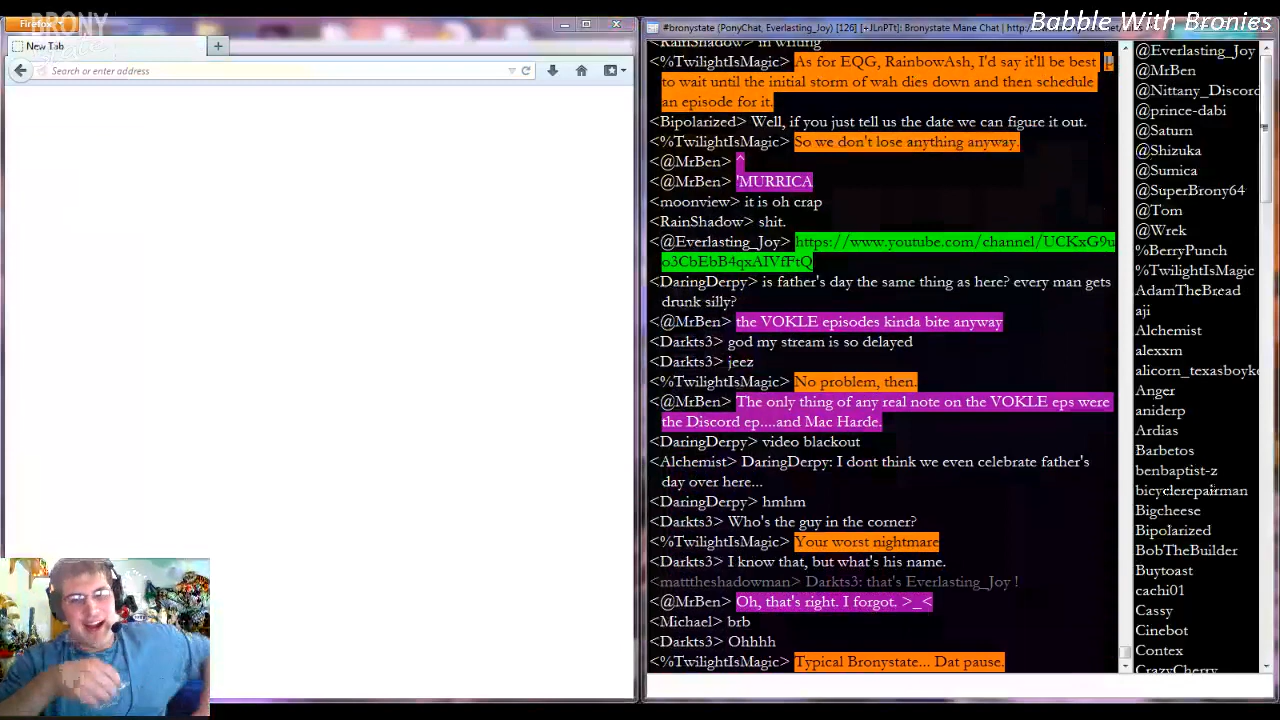 Firefox
BRONY
Babble With Bronies
#bronystate (PonyChat, Everlasting_Joy) [126] [+JLnPTt]: Bronystate Mane Chat |
New Tab
Search or enter address
<RainShadow> in writing
<%TwilightIsMagic> As for EQG, RainbowAsh, I'd say it'll be best
to wait until the initial storm of wah dies down and then schedule
an episode for it.
<Bipolarized> Well, if you just tell us the date we can figure it out.
<%TwilightIsMagic> So we don't lose anything anyway.
<@MrBen> ^
<@MrBen> 'MURRICA
<moonview> it is oh crap
<RainShadow> shit.
<@Everlasting_Joy> https://www.youtube.com/channel/UCKxG9u
o3CbEbB4qxAIVfFtQ
<DaringDerpy> is father's day the same thing as here? every man gets
drunk silly?
<@MrBen> the VOKLE episodes kinda bite anyway
<Darkts3> god my stream is so delayed
<Darkts3> jeez
<%TwilightIsMagic> No problem, then.
<@MrBen> The only thing of any real note on the VOKLE eps were
the Discord ep....and Mac Harde.
<DaringDerpy> video blackout
<Alchemist> DaringDerpy: I dont think we even celebrate father's
day over here...
<DaringDerpy> hmhm
<Darkts3> Who's the guy in the corner?
<%TwilightIsMagic> Your worst nightmare
<Darkts3> I know that, but what's his name.
<matttheshadowman> Darkts3: that's Everlasting_Joy !
<@MrBen> Oh, that's right. I forgot. >_<
<Michael> brb
<Darkts3> Ohhhh
<%TwilightIsMagic> Typical Bronystate... Dat pause.
@Everlasting_Joy
@MrBen
@Nittany_Discord
@prince-dabi
@Saturn
@Shizuka
@Sumica
@SuperBrony64
@Tom
@Wrek
%BerryPunch
%TwilightIsMagic
AdamTheBread
aji
Alchemist
alexxm
alicorn_texasboyk
Anger
aniderp
Ardias
Barbetos
benbaptist-z
bicyclerepairman
Bigcheese
Bipolarized
BobTheBuilder
Buytoast
cachi01
Cassy
Cinebot
Contex
CrazyCherry